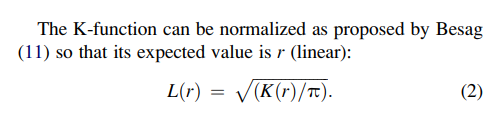 The K-function can be normalized as proposed by Besag
(11) so that its expected value is r (linear):
L(r) = √(K(r)/π). (2)